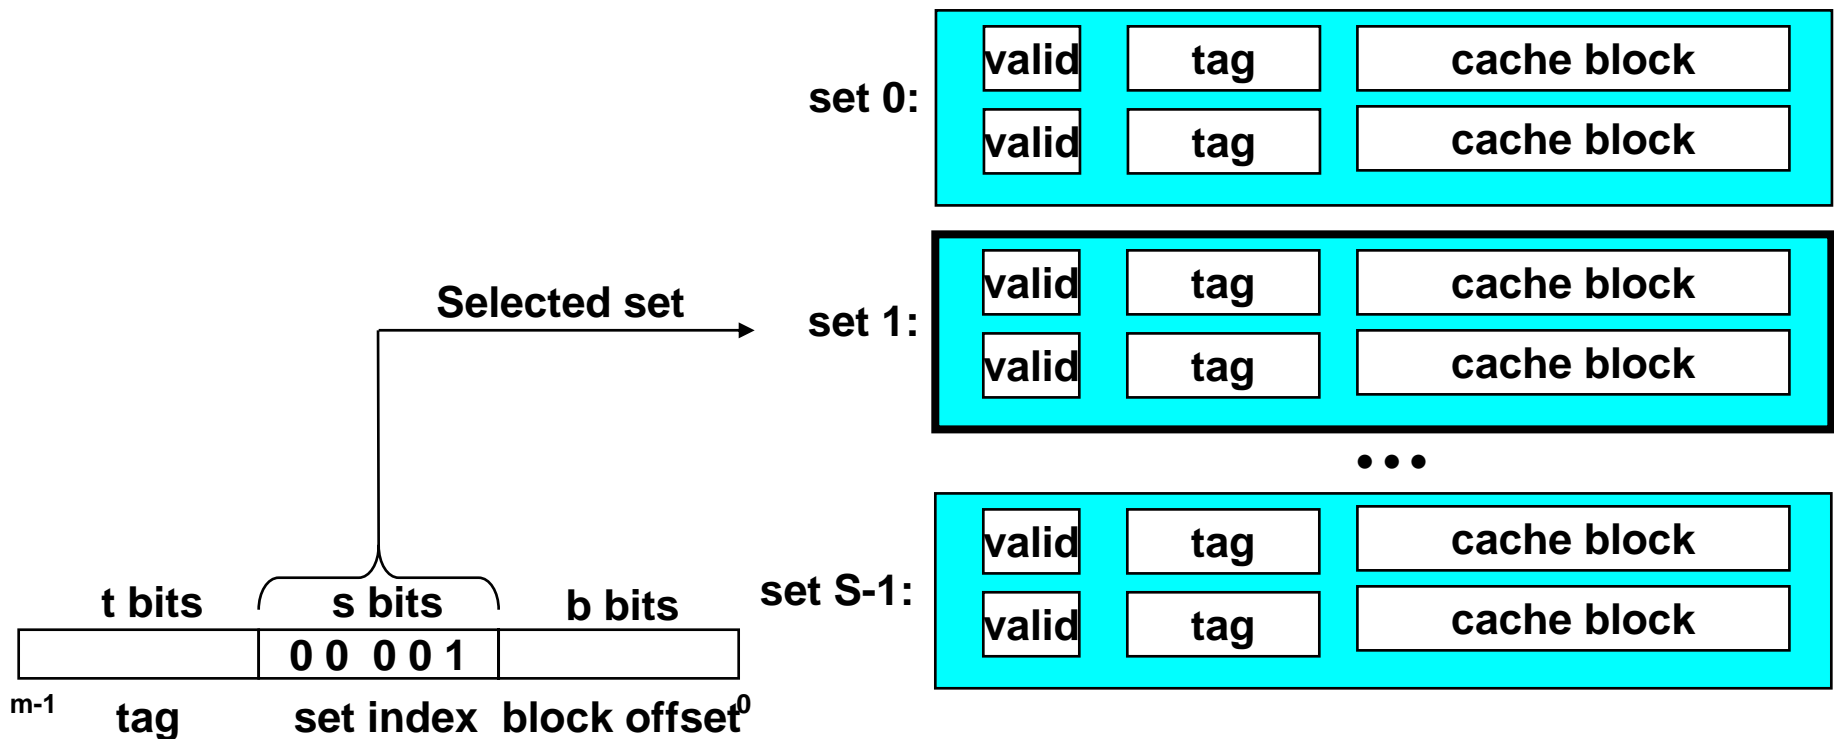 valid tag cache block
set 0:
valid tag cache block
valid tag cache block
Selected set
set 1:
valid tag cache block
• • •
valid tag cache block
t bits s bits b bits
set S-1:
valid tag cache block
0 0 0 0 1
m-1 0
tag set index block offset